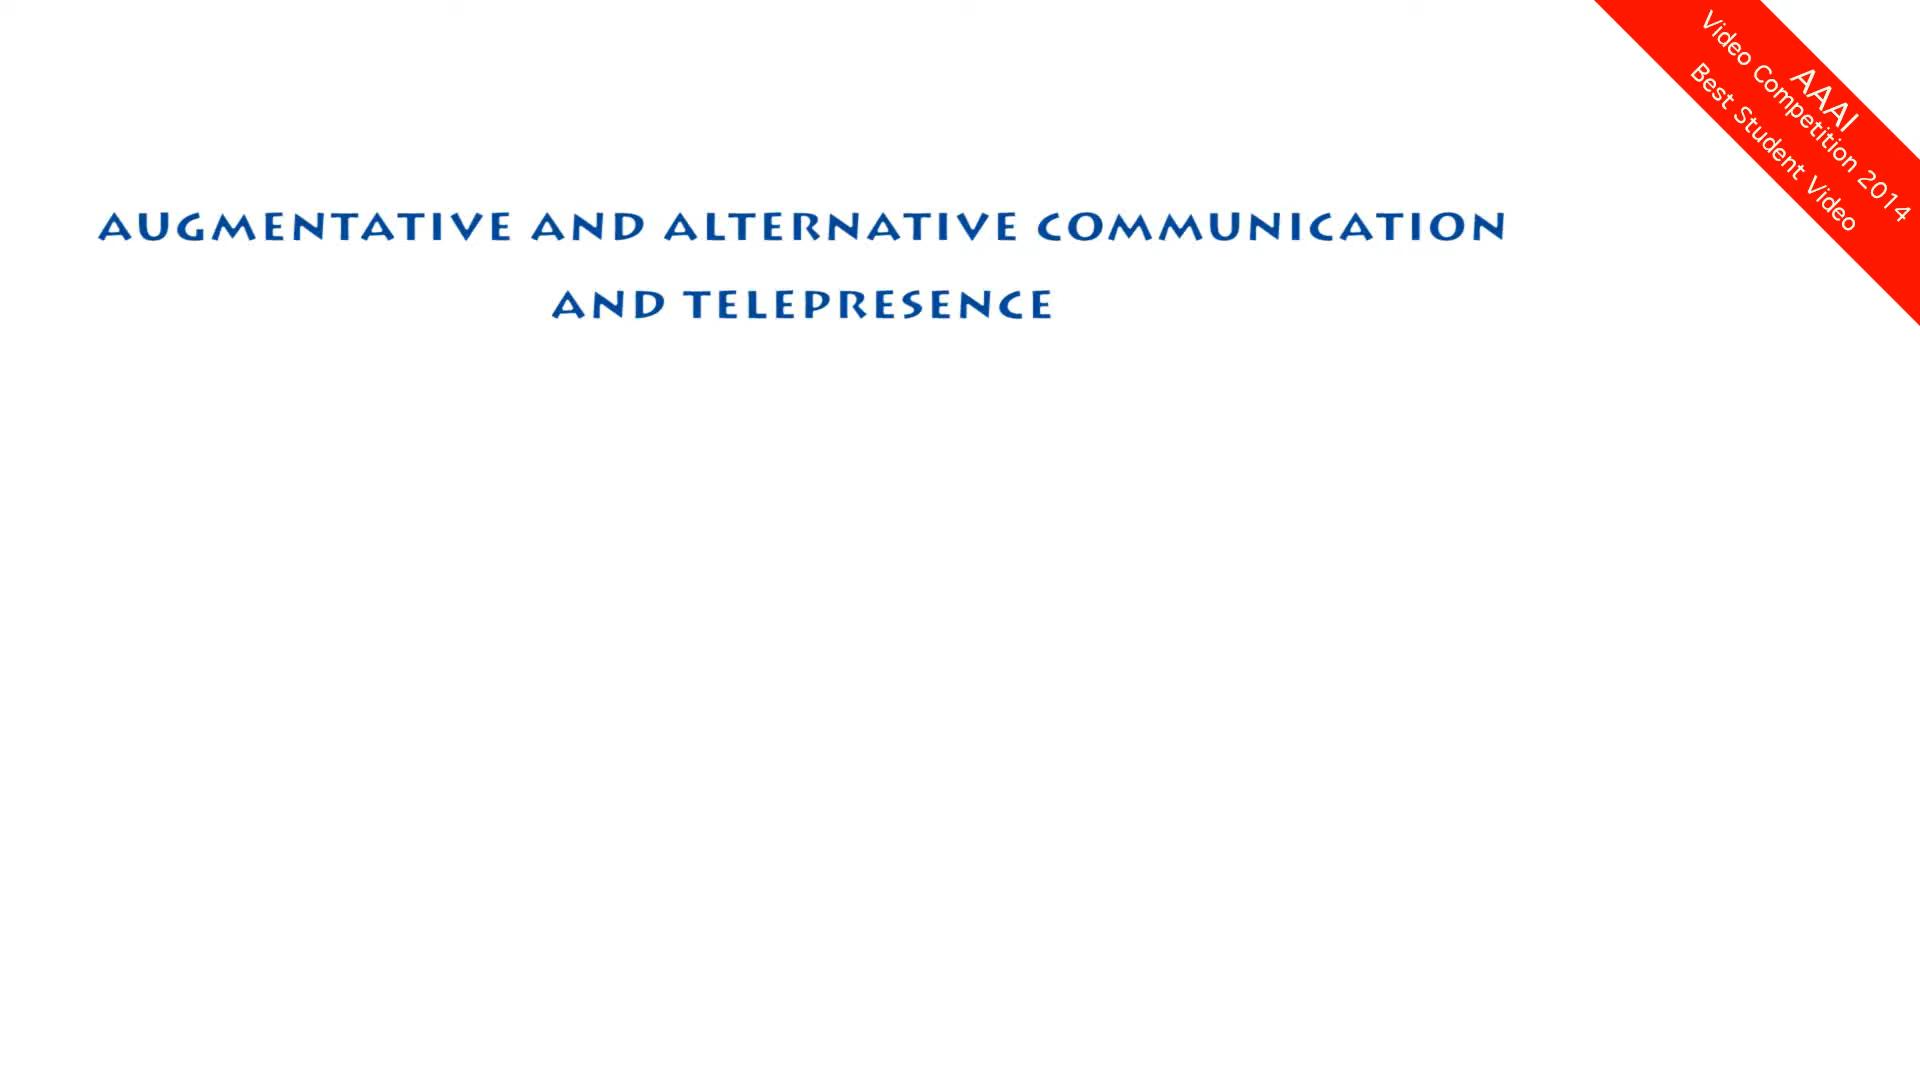 AUGMENTATIVE AND ALTERNATIVE COMMUNICATION
AND TELEPRESENCE
AAAI
Video Competition 2014
Best Student Video